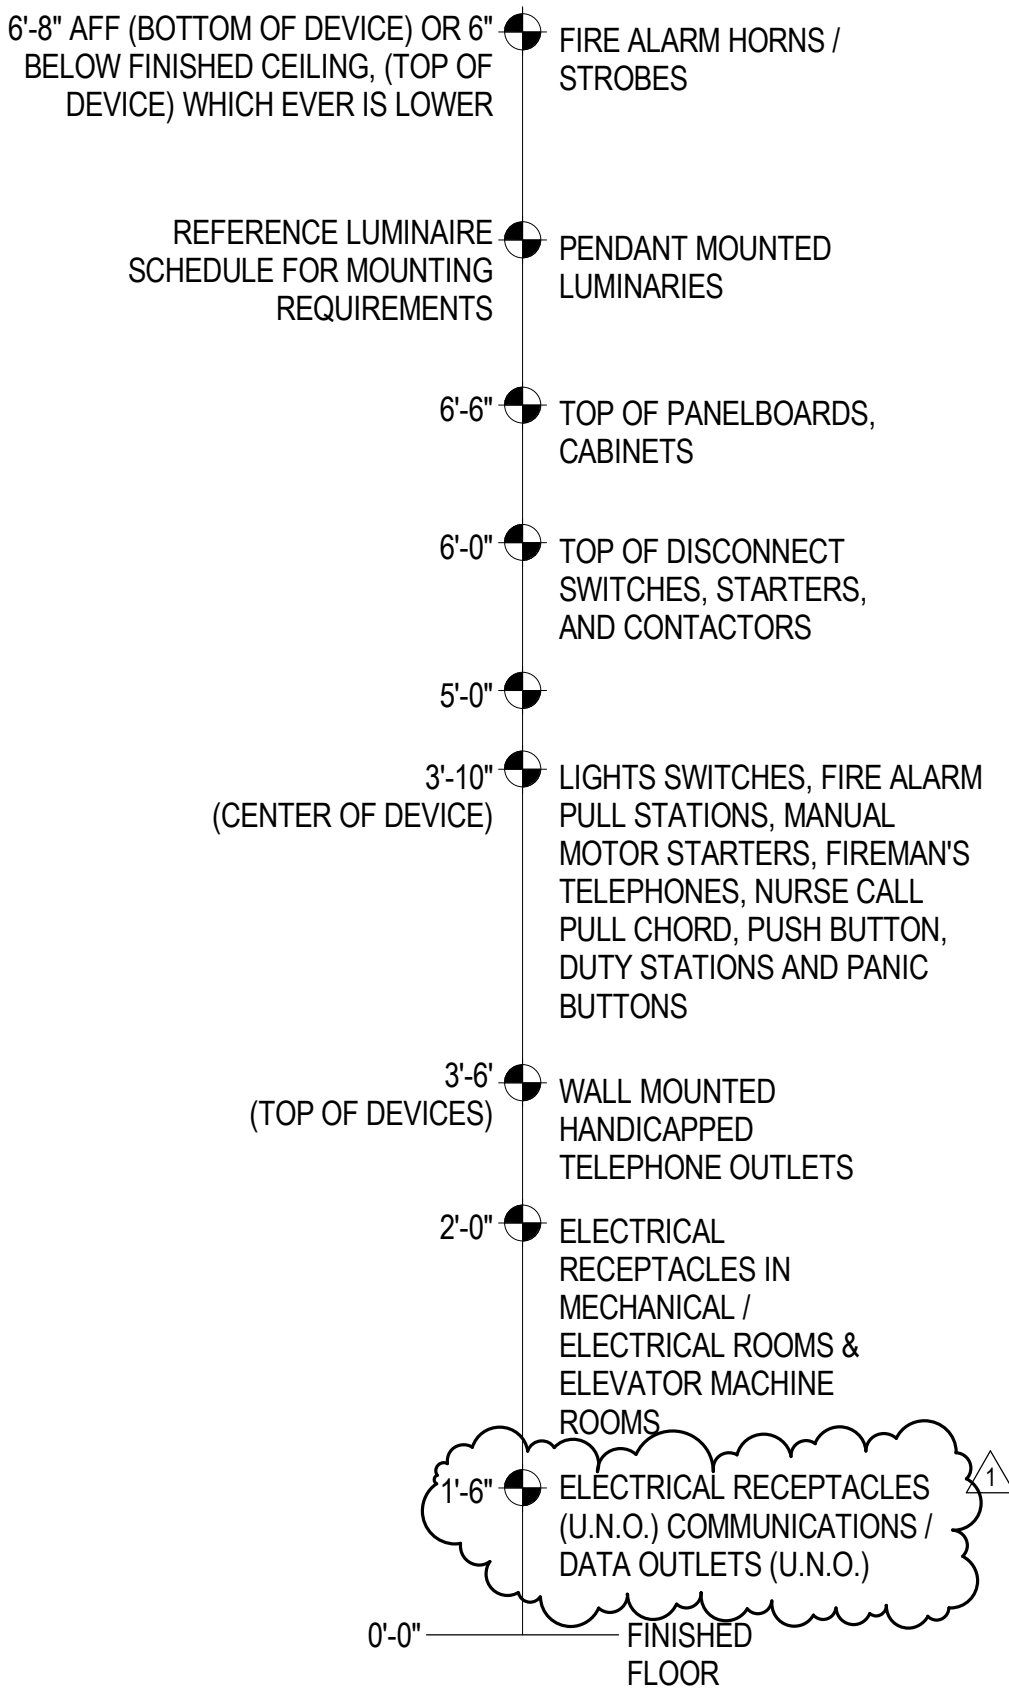 6'-8" AFF (BOTTOM OF DEVICE) OR 6"
BELOW FINISHED CEILING, (TOP OF
DEVICE) WHICH EVER IS LOWER
FIRE ALARM HORNS /
STROBES
REFERENCE LUMINAIRE
SCHEDULE FOR MOUNTING
REQUIREMENTS
PENDANT MOUNTED
LUMINARIES
6'-6"
TOP OF PANELBOARDS,
CABINETS
6'-0"
TOP OF DISCONNECT
SWITCHES, STARTERS,
AND CONTACTORS
5'-0"
3'-10"
(CENTER OF DEVICE)
LIGHTS SWITCHES, FIRE ALARM
PULL STATIONS, MANUAL
MOTOR STARTERS, FIREMAN'S
TELEPHONES, NURSE CALL
PULL CHORD, PUSH BUTTON,
DUTY STATIONS AND PANIC
BUTTONS
3'-6'
(TOP OF DEVICES)
WALL MOUNTED
HANDICAPPED
TELEPHONE OUTLETS
2'-0"
ELECTRICAL
RECEPTACLES IN
MECHANICAL /
ELECTRICAL ROOMS &
ELEVATOR MACHINE
ROOMS
1'-6"
ELECTRICAL RECEPTACLES
(U.N.O.) COMMUNICATIONS /
DATA OUTLETS (U.N.O.)
1
0'-0"
FINISHED
FLOOR